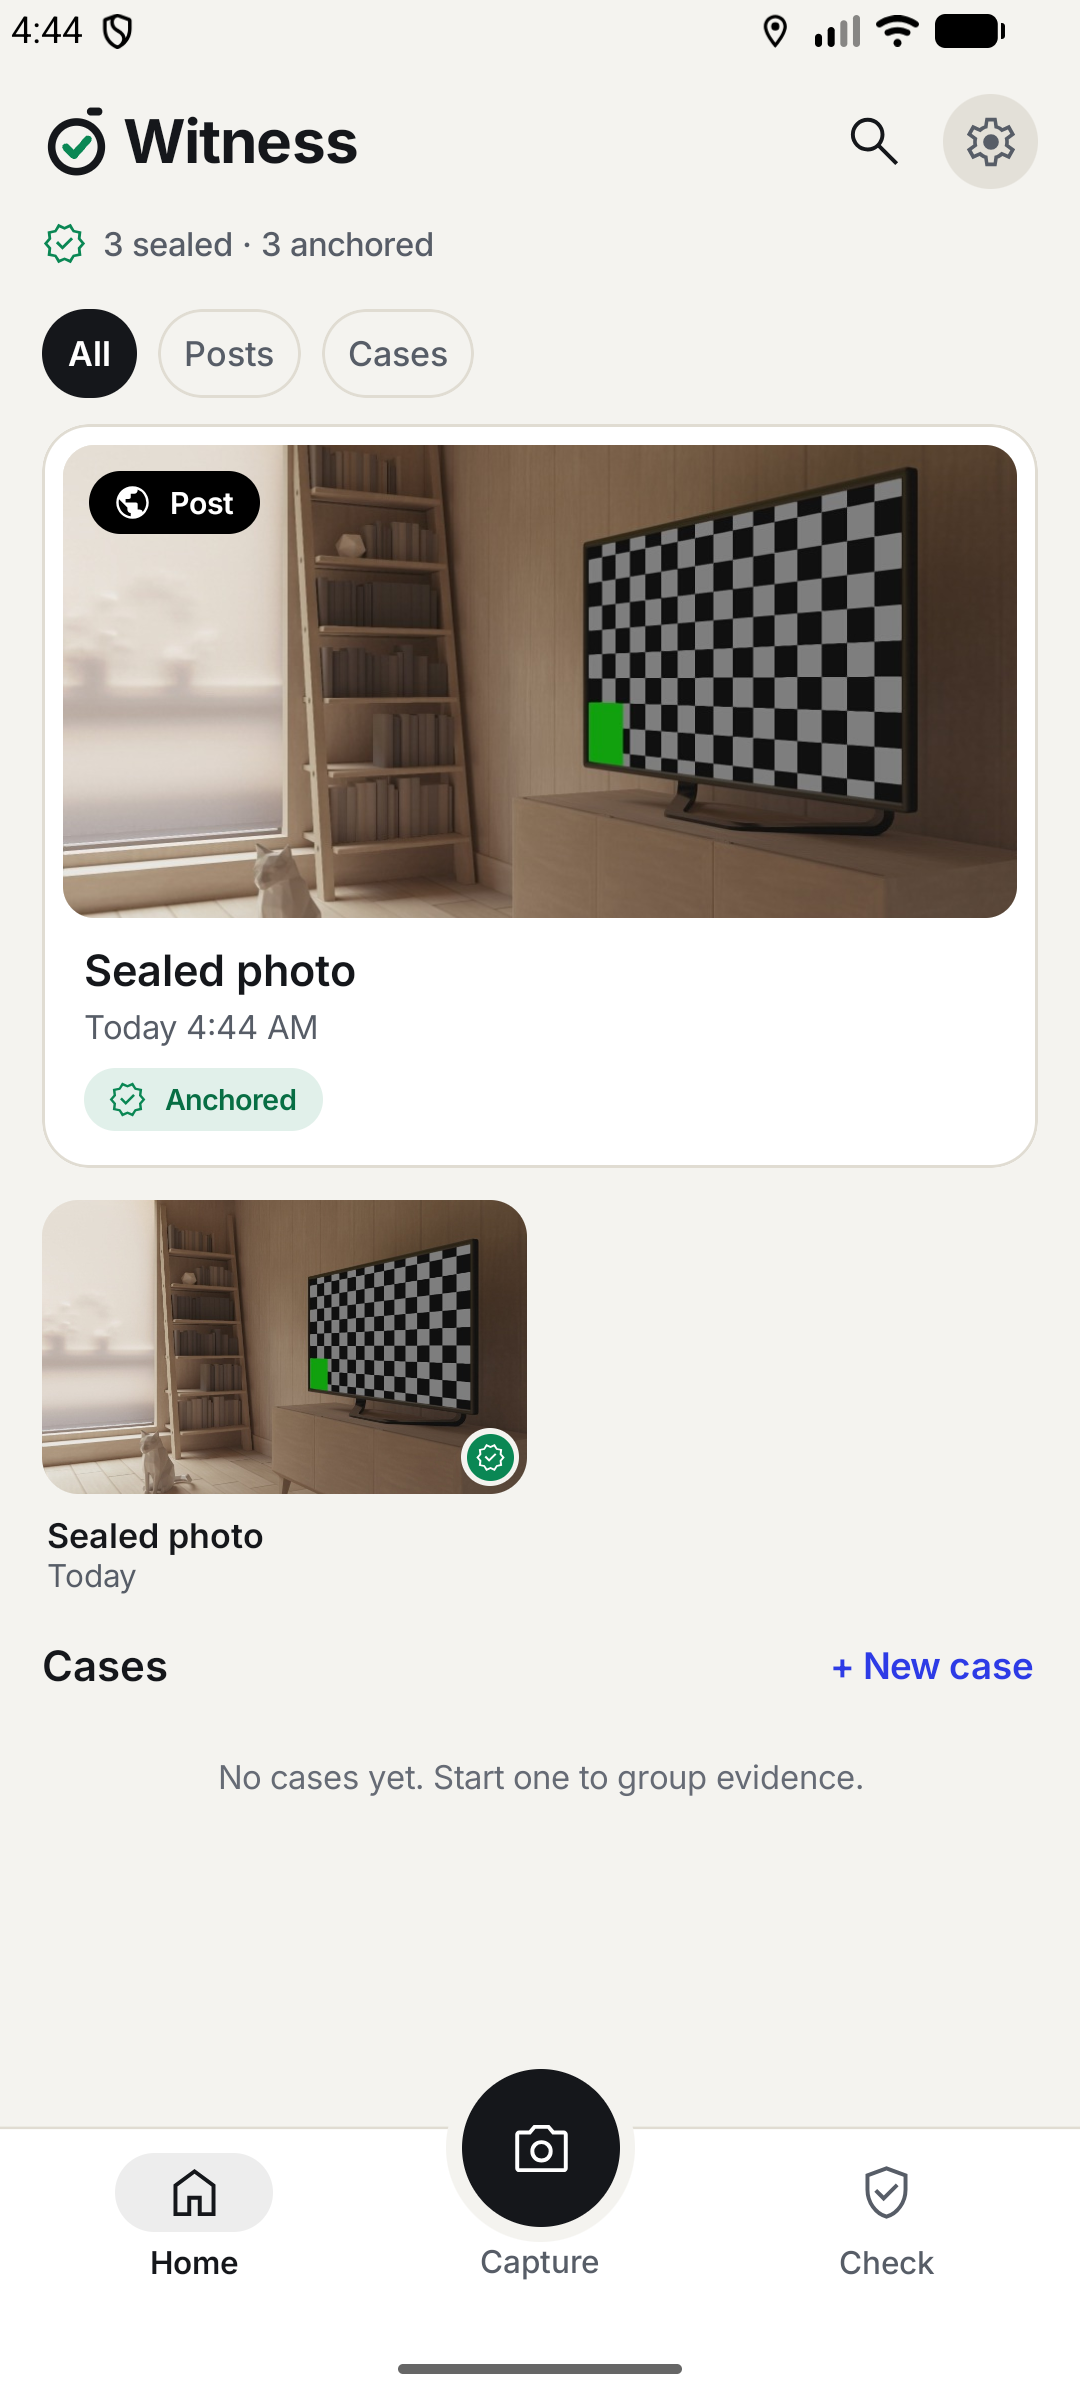 4:44
Witness
3 sealed · 3 anchored
All
Posts
Cases
Post
Sealed photo
Today 4:44 AM
Anchored
Sealed photo
Today
Cases
+ New case
No cases yet. Start one to group evidence.
Home
Capture
Check